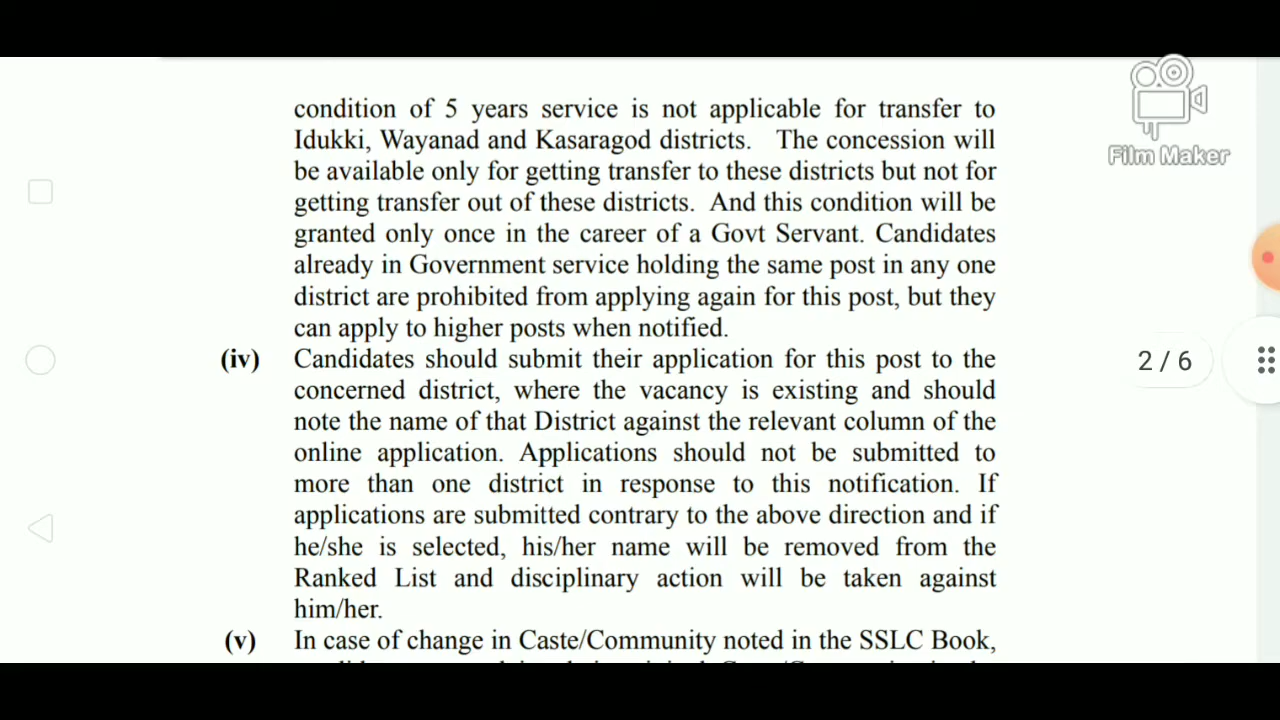 condition of 5 years service is not applicable for transfer to
Idukki, Wayanad and Kasaragod districts. The concession will
be available only for getting transfer to these districts but not for
getting transfer out of these districts. And this condition will be
granted only once in the career of a Govt Servant. Candidates
already in Government service holding the same post in any one
district are prohibited from applying again for this post, but they
can apply to higher posts when notified.
(iv) Candidates should submit their application for this post to the
concerned district, where the vacancy is existing and should
note the name of that District against the relevant column of the
online application. Applications should not be submitted to
more than one district in response to this notification. If
applications are submitted contrary to the above direction and if
he/she is selected, his/her name will be removed from the
Ranked List and disciplinary action will be taken against
him/her.
(v) In case of change in Caste/Community noted in the SSLC Book,
Film Maker
2 / 6